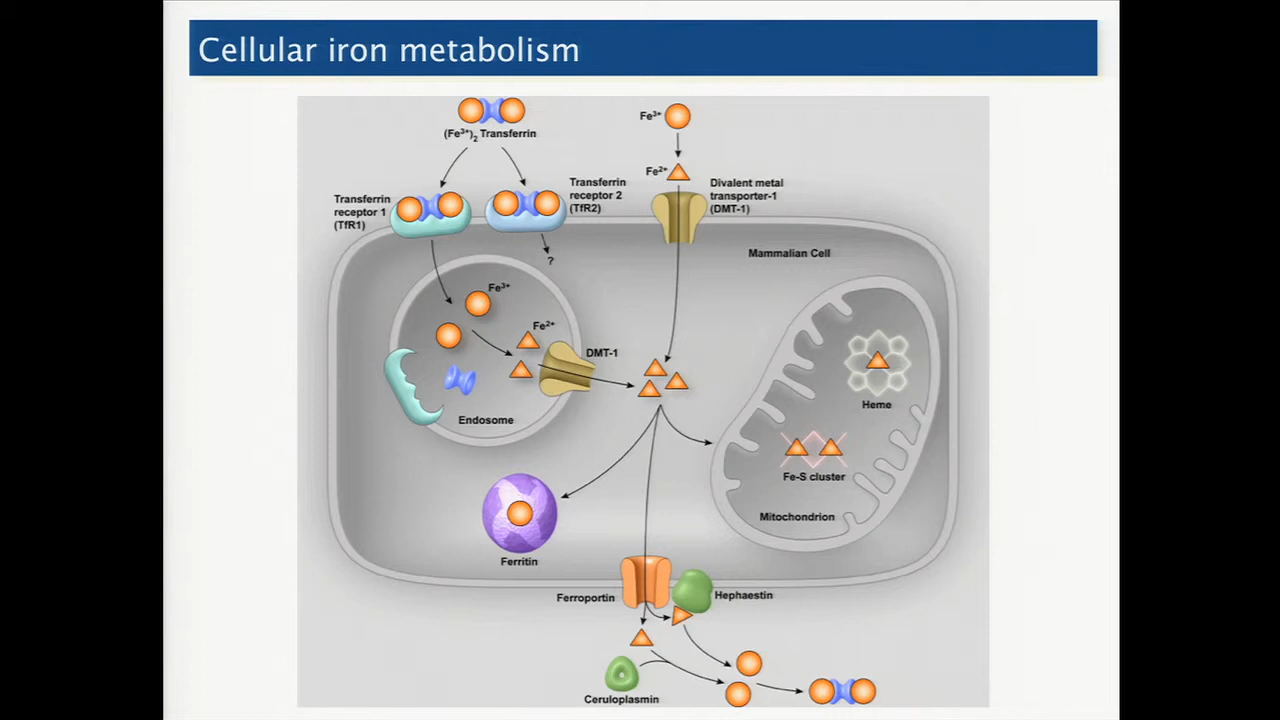 Cellular iron metabolism
(Fe³⁺)₂ Transferrin
Fe³⁺
Fe²⁺
Transferrin
receptor 1
(TfR1)
Transferrin
receptor 2
(TfR2)
Divalent metal
transporter-1
(DMT-1)
?
Mammalian Cell
Fe³⁺
Fe²⁺
DMT-1
Endosome
Heme
Fe-S cluster
Mitochondrion
Ferritin
Ferroportin
Hephaestin
Ceruloplasmin